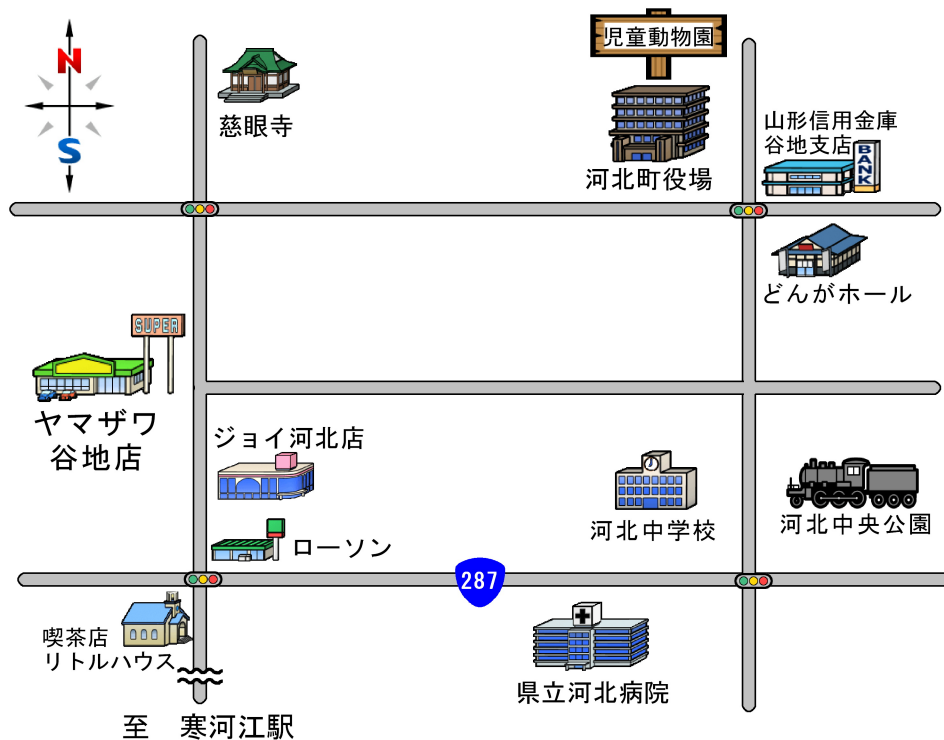 N
S
慈眼寺
児童動物園
河北町役場
山形信用金庫
谷地支店
BANK
どんがホール
SUPER
ヤマザワ
谷地店
ジョイ河北店
ローソン
河北中学校
河北中央公園
287
喫茶店
リトルハウス
県立河北病院
至 寒河江駅